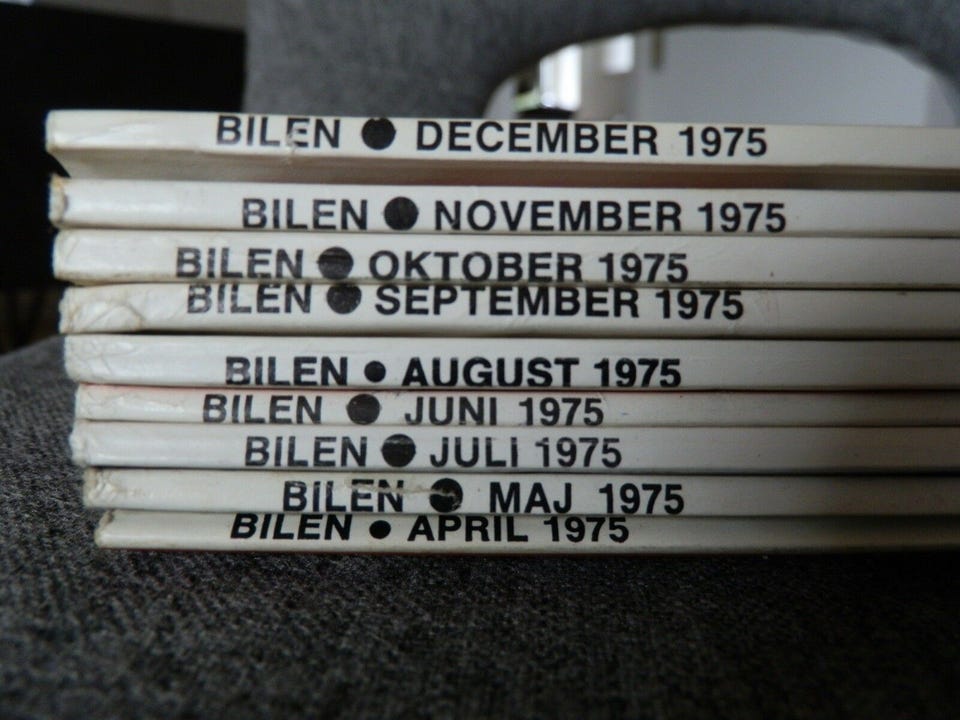 BILEN ● DECEMBER 1975
BILEN ● NOVEMBER 1975
BILEN ● OKTOBER 1975
BILEN ● SEPTEMBER 1975
BILEN ● AUGUST 1975
BILEN ● JUNI 1975
BILEN ● JULI 1975
BILEN ● MAJ 1975
BILEN ● APRIL 1975